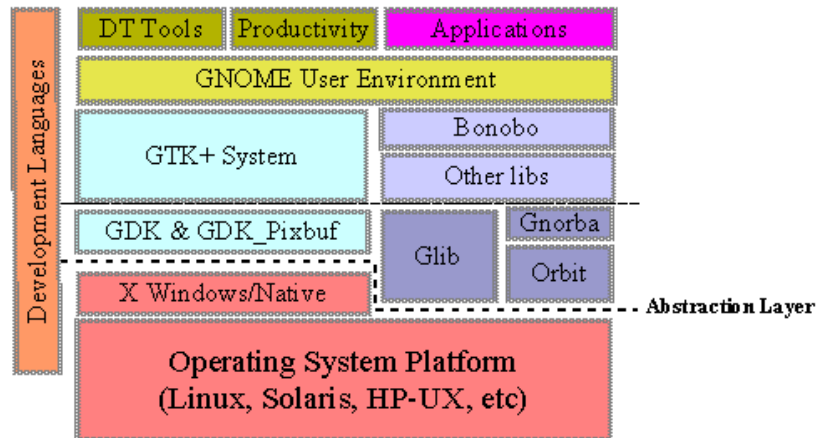 Development Languages
DT Tools
Productivity
Applications
GNOME User Environment
GTK+ System
Bonobo
Other libs
GDK & GDK_Pixbuf
Glib
Gnorba
Orbit
X Windows/Native
Abstraction Layer
Operating System Platform
(Linux, Solaris, HP-UX, etc)